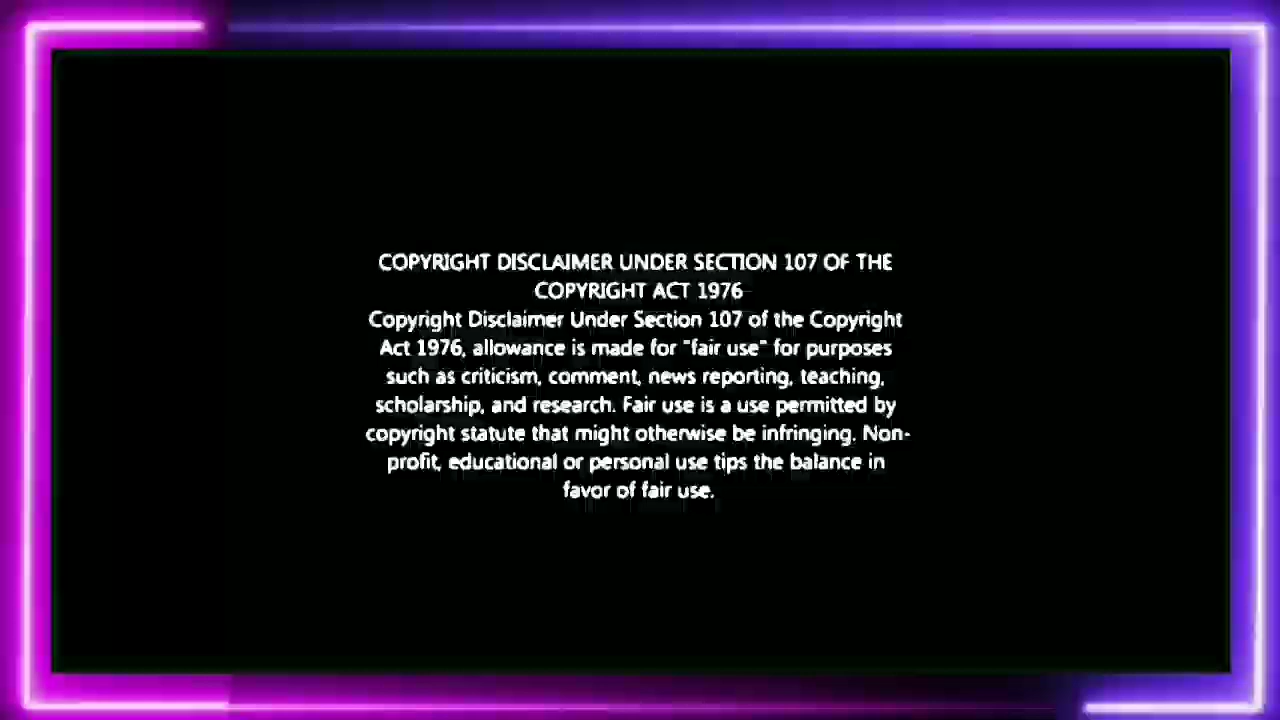 COPYRIGHT DISCLAIMER UNDER SECTION 107 OF THE
COPYRIGHT ACT 1976
Copyright Disclaimer Under Section 107 of the Copyright
Act 1976, allowance is made for "fair use" for purposes
such as criticism, comment, news reporting, teaching,
scholarship, and research. Fair use is a use permitted by
copyright statute that might otherwise be infringing. Non-
profit, educational or personal use tips the balance in
favor of fair use.